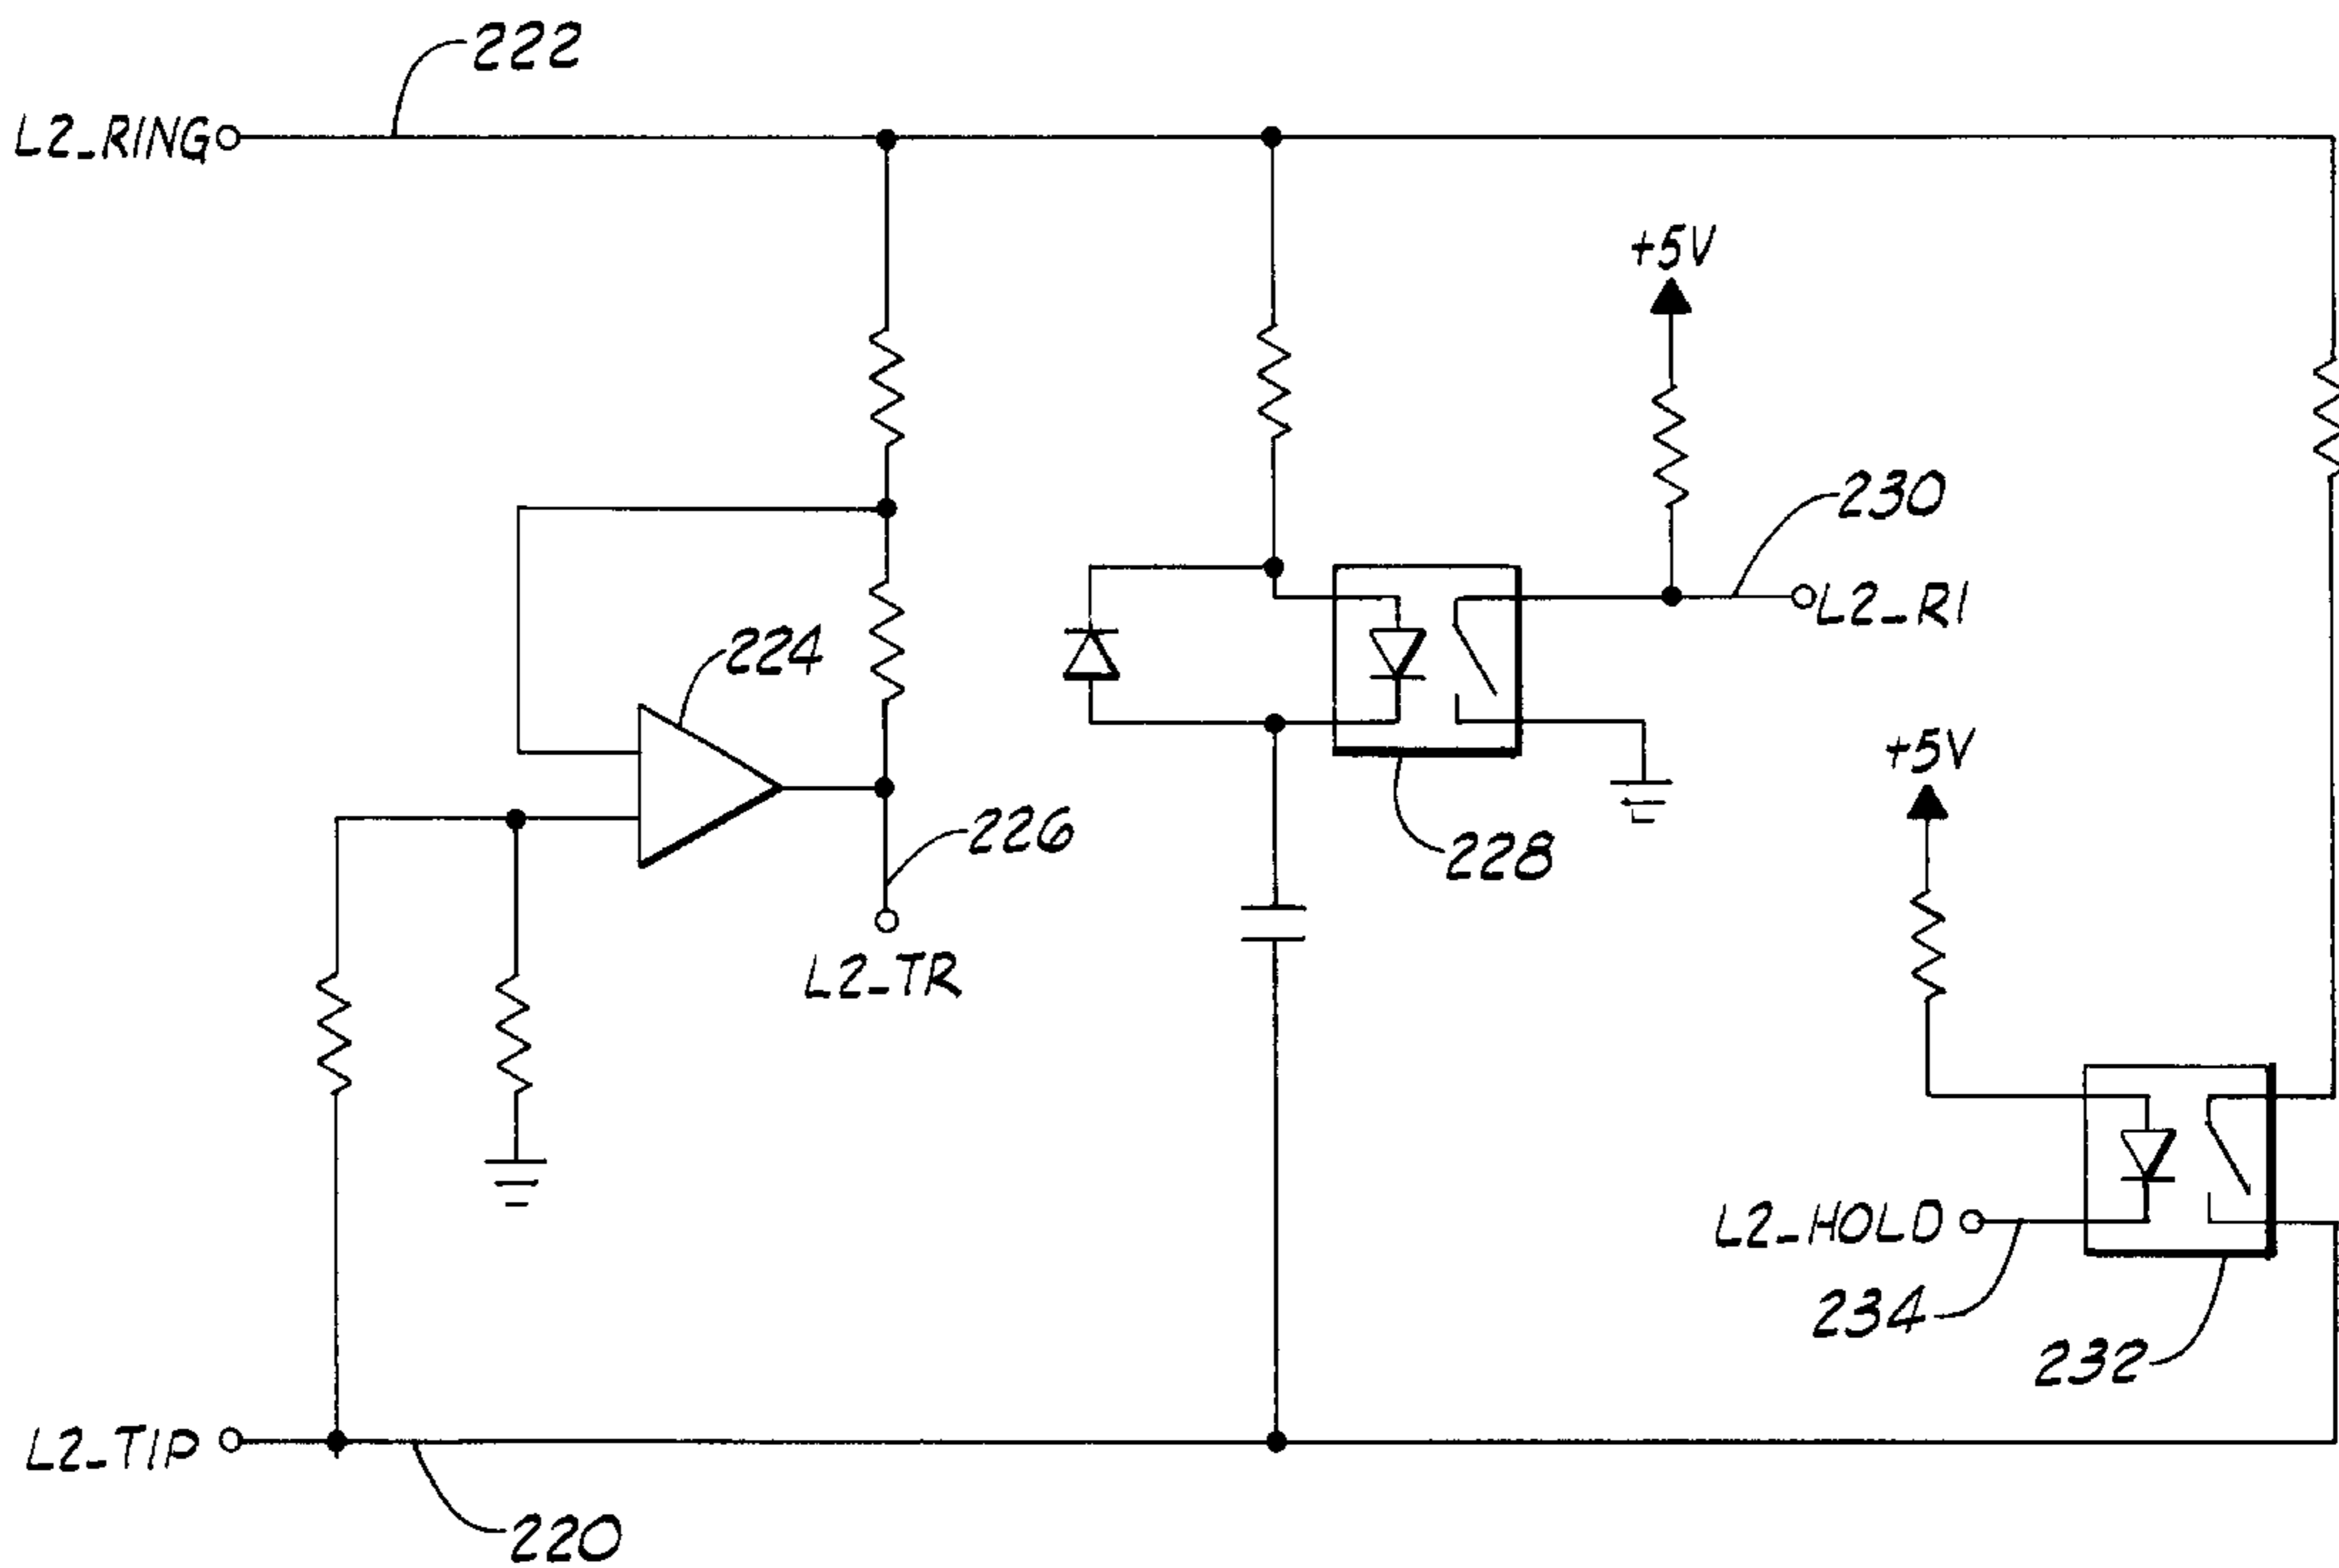 222
L2_RING
+5V
230
L2_RI
224
+5V
226
228
L2_TR
L2_HOLD
234
232
L2_TIP
220